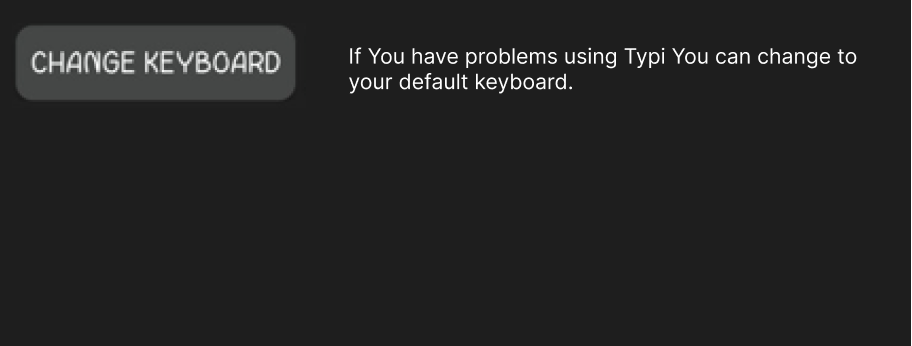 CHANGE KEYBOARD
If You have problems using Typi You can change to
your default keyboard.